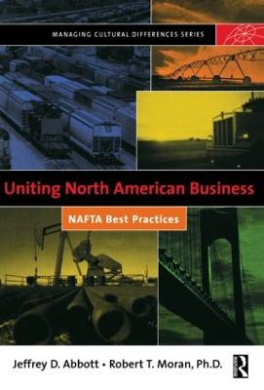 MANAGING CULTURAL DIFFERENCES SERIES
Uniting North American Business
NAFTA Best Practices
Jeffrey D. Abbott • Robert T. Moran, Ph.D.
R